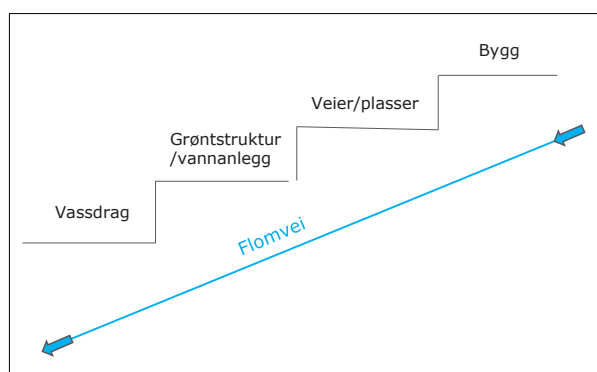 Bygg
Veier/plasser
Grøntstruktur
/vannanlegg
Vassdrag
Flomvei